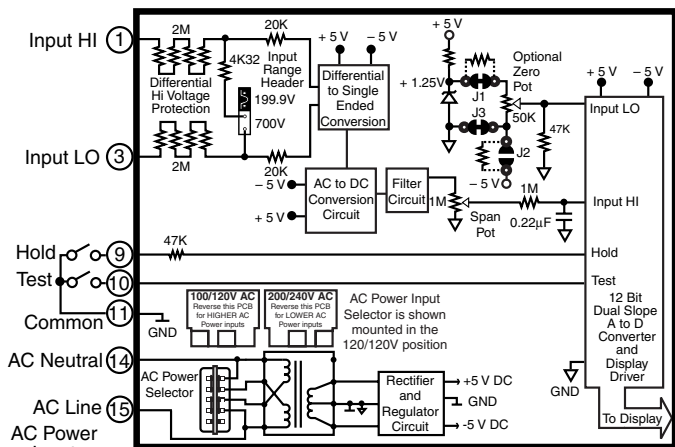 Input HI 1
2M
Differential
Hi Voltage
Protection
4K32
20K
Input
Range
Header
199.9V
700V
Input LO 3
2M
20K
+ 5 V
– 5 V
Differential
to Single
Ended
Conversion
– 5 V
+ 5 V
AC to DC
Conversion
Circuit
Filter
Circuit
1M
Span
Pot
+ 5 V
+ 1.25V
J1
J3
J2
– 5 V
Optional
Zero
Pot
50K
47K
1M
0.22µF
+ 5 V
– 5 V
Input LO
Input HI
Hold
Test
12 Bit
Dual Slope
A to D
Converter
and
Display
Driver
GND
To Display
Hold 9
47K
Test 10
Common 11
GND
100/120V AC
Reverse this PCB
for HIGHER AC
Power inputs
200/240V AC
Reverse this PCB
for LOWER AC
Power inputs
AC Power Input
Selector is shown
mounted in the
120/120V position
AC Neutral 14
AC Power
Selector
AC Line 15
AC Power
Rectifier
and
Regulator
Circuit
+5 V DC
GND
-5 V DC